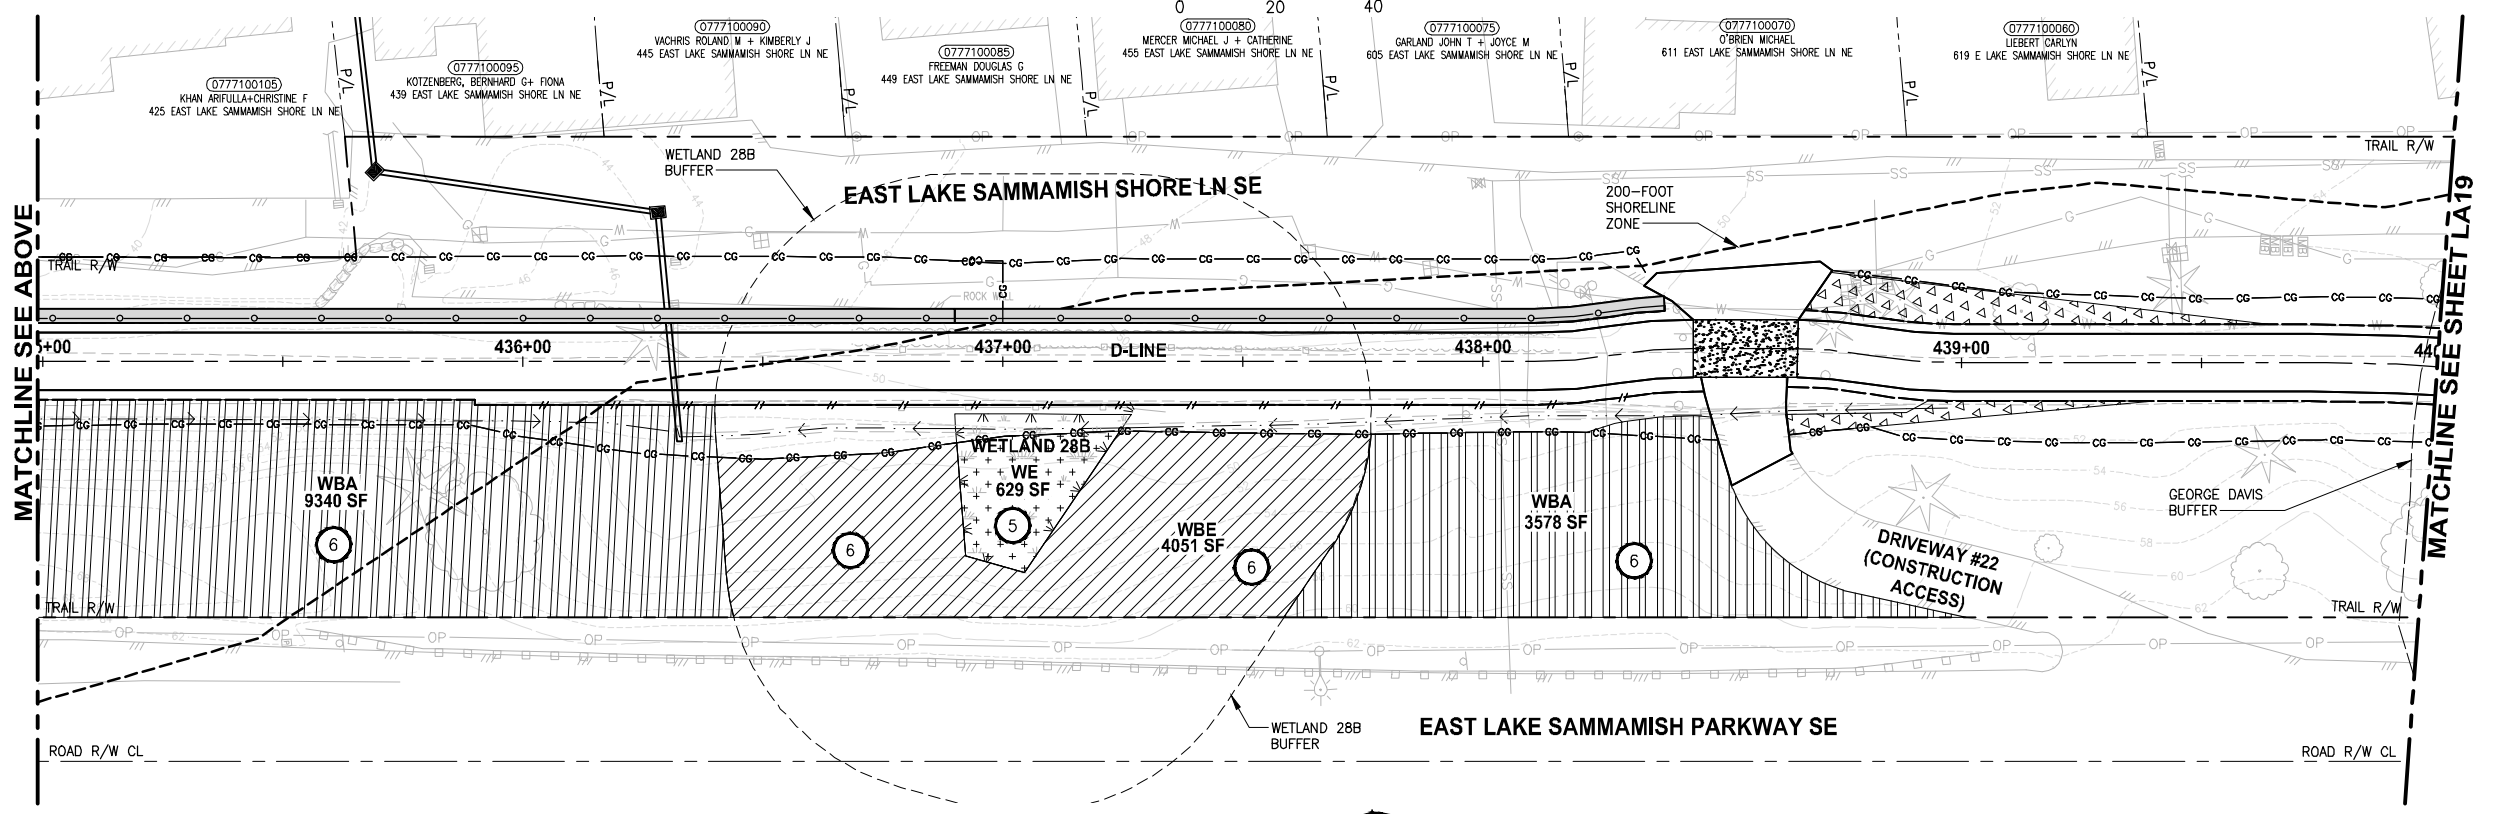 0 20 40
0777100105
KHAN ARIFULLA+CHRISTINE F
425 EAST LAKE SAMMAMISH SHORE LN NE
0777100095
KOTZENBERG, BERNHARD G+ FIONA
439 EAST LAKE SAMMAMISH SHORE LN NE
0777100090
VACHRIS ROLAND M + KIMBERLY J
445 EAST LAKE SAMMAMISH SHORE LN NE
0777100085
FREEMAN DOUGLAS G
449 EAST LAKE SAMMAMISH SHORE LN NE
0777100080
MERCER MICHAEL J + CATHERINE
455 EAST LAKE SAMMAMISH SHORE LN NE
0777100075
GARLAND JOHN T + JOYCE M
605 EAST LAKE SAMMAMISH SHORE LN NE
0777100070
O'BRIEN MICHAEL
611 EAST LAKE SAMMAMISH SHORE LN NE
0777100060
LIEBERT CARLYN
619 E LAKE SAMMAMISH SHORE LN NE
P/L P/L P/L P/L P/L P/L P/L P/L
TRAIL R/W
WETLAND 28B
BUFFER
EAST LAKE SAMMAMISH SHORE LN SE
200-FOOT
SHORELINE
ZONE
TRAIL R/W
ROCK WALL
MATCHLINE SEE ABOVE
MATCHLINE SEE SHEET LA19
5+00
436+00
437+00
D-LINE
438+00
439+00
44
WETLAND 28B
WE
629 SF
5
WBA
9340 SF
6
6
WBE
4051 SF
6
WBA
3578 SF
6
GEORGE DAVIS
BUFFER
DRIVEWAY #22
(CONSTRUCTION
ACCESS)
TRAIL R/W
TRAIL R/W
WETLAND 28B
BUFFER
EAST LAKE SAMMAMISH PARKWAY SE
ROAD R/W CL
ROAD R/W CL